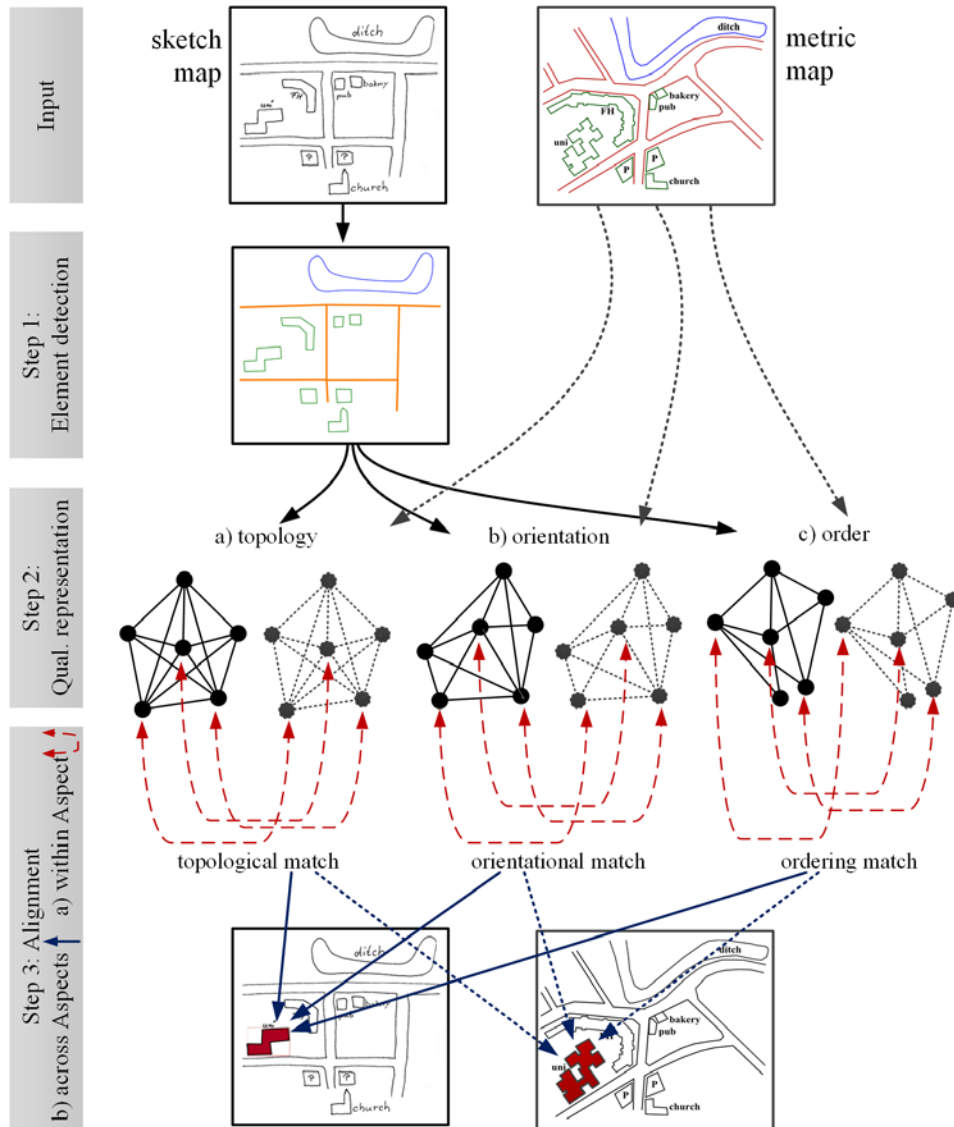 Input
sketch
map
ditch
uni
FH
pub
bakery
P
P
church
metric
map
ditch
bakery
pub
FH
uni
P
P
church
Step 1:
Element detection
Step 2:
Qual. representation
a) topology
b) orientation
c) order
Step 3: Alignment
a) within Aspect
b) across Aspects
topological match
orientational match
ordering match
ditch
uni
pub
bakery
P
P
church
ditch
bakery
pub
uni
P
P
church